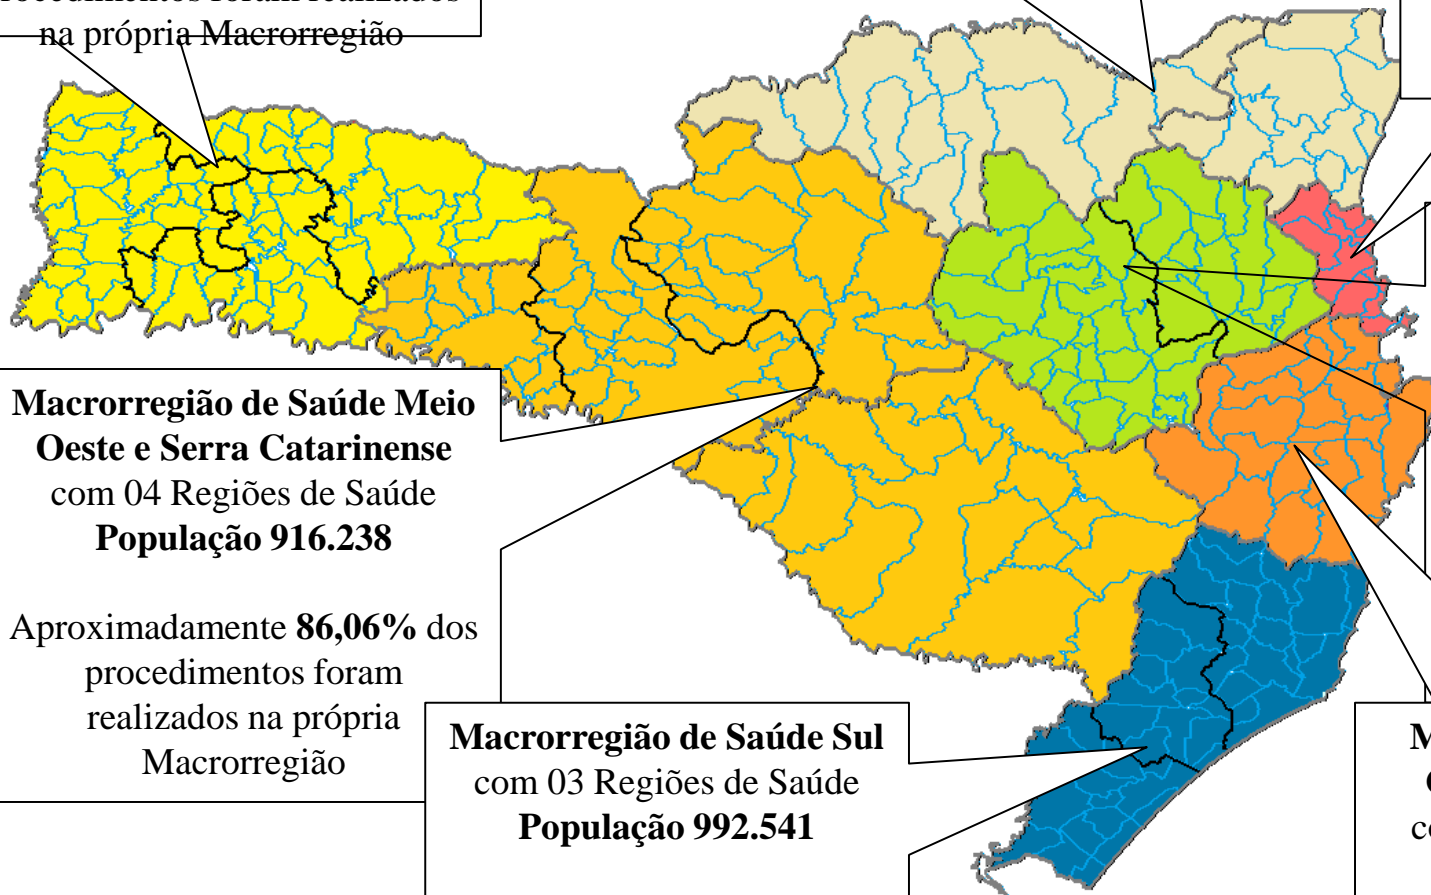 na própria Macrorregião
Macrorregião de Saúde Meio
Oeste e Serra Catarinense
com 04 Regiões de Saúde
População 916.238
Aproximadamente 86,06% dos
procedimentos foram
realizados na própria
Macrorregião
Macrorregião de Saúde Sul
com 03 Regiões de Saúde
População 992.541